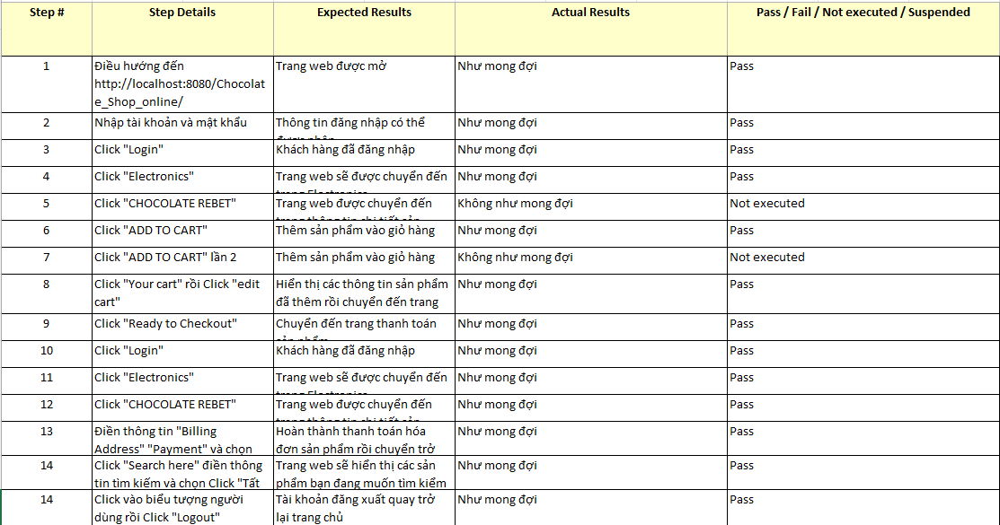 Step # Step Details Expected Results Actual Results Pass / Fail / Not executed / Suspended
1 Điều hướng đến Trang web được mở Như mong đợi Pass
http://localhost:8080/Chocolat
e_Shop_online/
2 Nhập tài khoản và mật khẩu Thông tin đăng nhập có thể Như mong đợi Pass
3 Click "Login" Khách hàng đã đăng nhập Như mong đợi Pass
4 Click "Electronics" Trang web sẽ được chuyển đến Như mong đợi Pass
5 Click "CHOCOLATE REBET" Trang web được chuyển đến Không như mong đợi Not executed
6 Click "ADD TO CART" Thêm sản phẩm vào giỏ hàng Như mong đợi Pass
7 Click "ADD TO CART" lần 2 Thêm sản phẩm vào giỏ hàng Không như mong đợi Not executed
8 Click "Your cart" rồi Click "edit Hiển thị các thông tin sản phẩm Như mong đợi Pass
cart" đã thêm rồi chuyển đến trang
9 Click "Ready to Checkout" Chuyển đến trang thanh toán Như mong đợi Pass
10 Click "Login" Khách hàng đã đăng nhập Như mong đợi Pass
11 Click "Electronics" Trang web sẽ được chuyển đến Như mong đợi Pass
12 Click "CHOCOLATE REBET" Trang web được chuyển đến Như mong đợi Pass
13 Điền thông tin "Billing Hoàn thành thanh toán hóa Như mong đợi Pass
Address" "Payment" và chọn đơn sản phẩm rồi chuyển trở
14 Click "Search here" điền thông Trang web sẽ hiển thị các sản Như mong đợi Pass
tin tìm kiếm và chọn Click "Tất phẩm bạn đang muốn tìm kiếm
14 Click vào biểu tượng người Tài khoản đăng xuất quay trở Như mong đợi Pass
dùng rồi Click "Logout" lại trang chủ